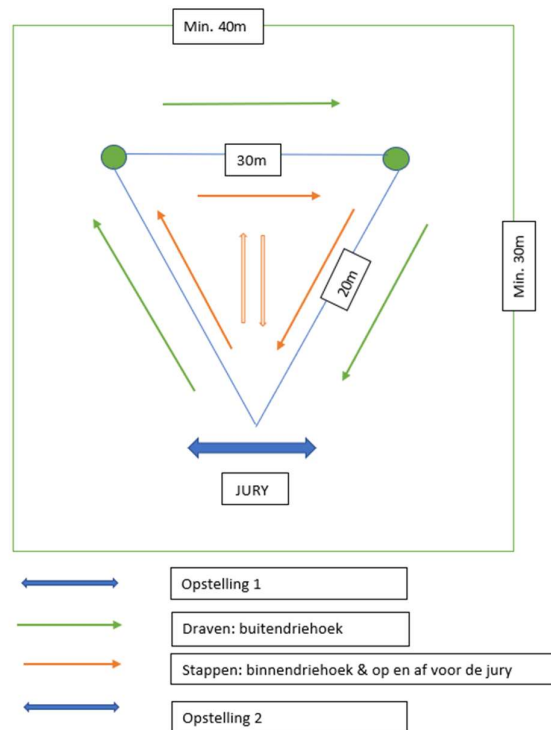 Min. 40m
30m
20m
Min. 30m
JURY
Opstelling 1
Draven: buitendriehoek
Stappen: binnendriehoek & op en af voor de jury
Opstelling 2